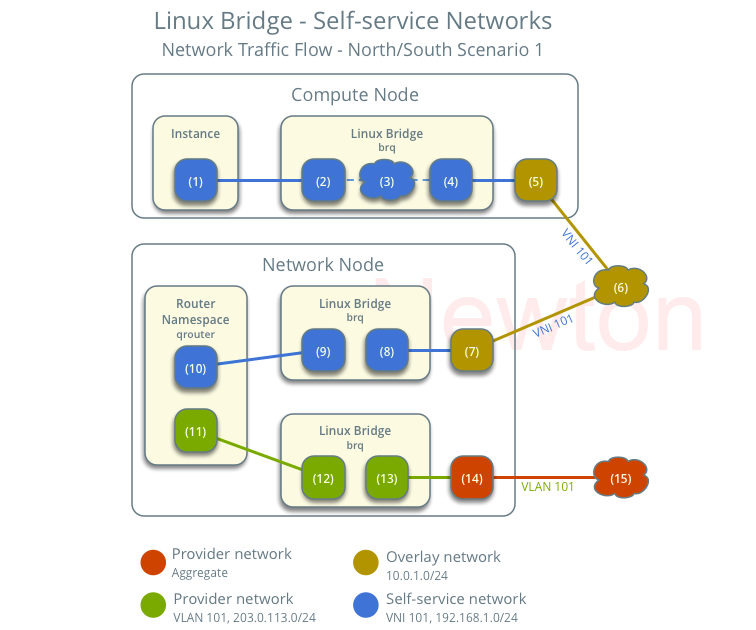 Linux Bridge - Self-service Networks
Network Traffic Flow - North/South Scenario 1
Compute Node
Instance
Linux Bridge
brq
(1)
(2)
(3)
(4)
(5)
VNI 101
(6)
Network Node
Newton
Router
Namespace
qrouter
Linux Bridge
brq
VNI 101
(7)
(8)
(9)
(10)
(11)
Linux Bridge
brq
(12)
(13)
(14)
VLAN 101
(15)
Provider network
Aggregate
Overlay network
10.0.1.0/24
Provider network
VLAN 101, 203.0.113.0/24
Self-service network
VNI 101, 192.168.1.0/24